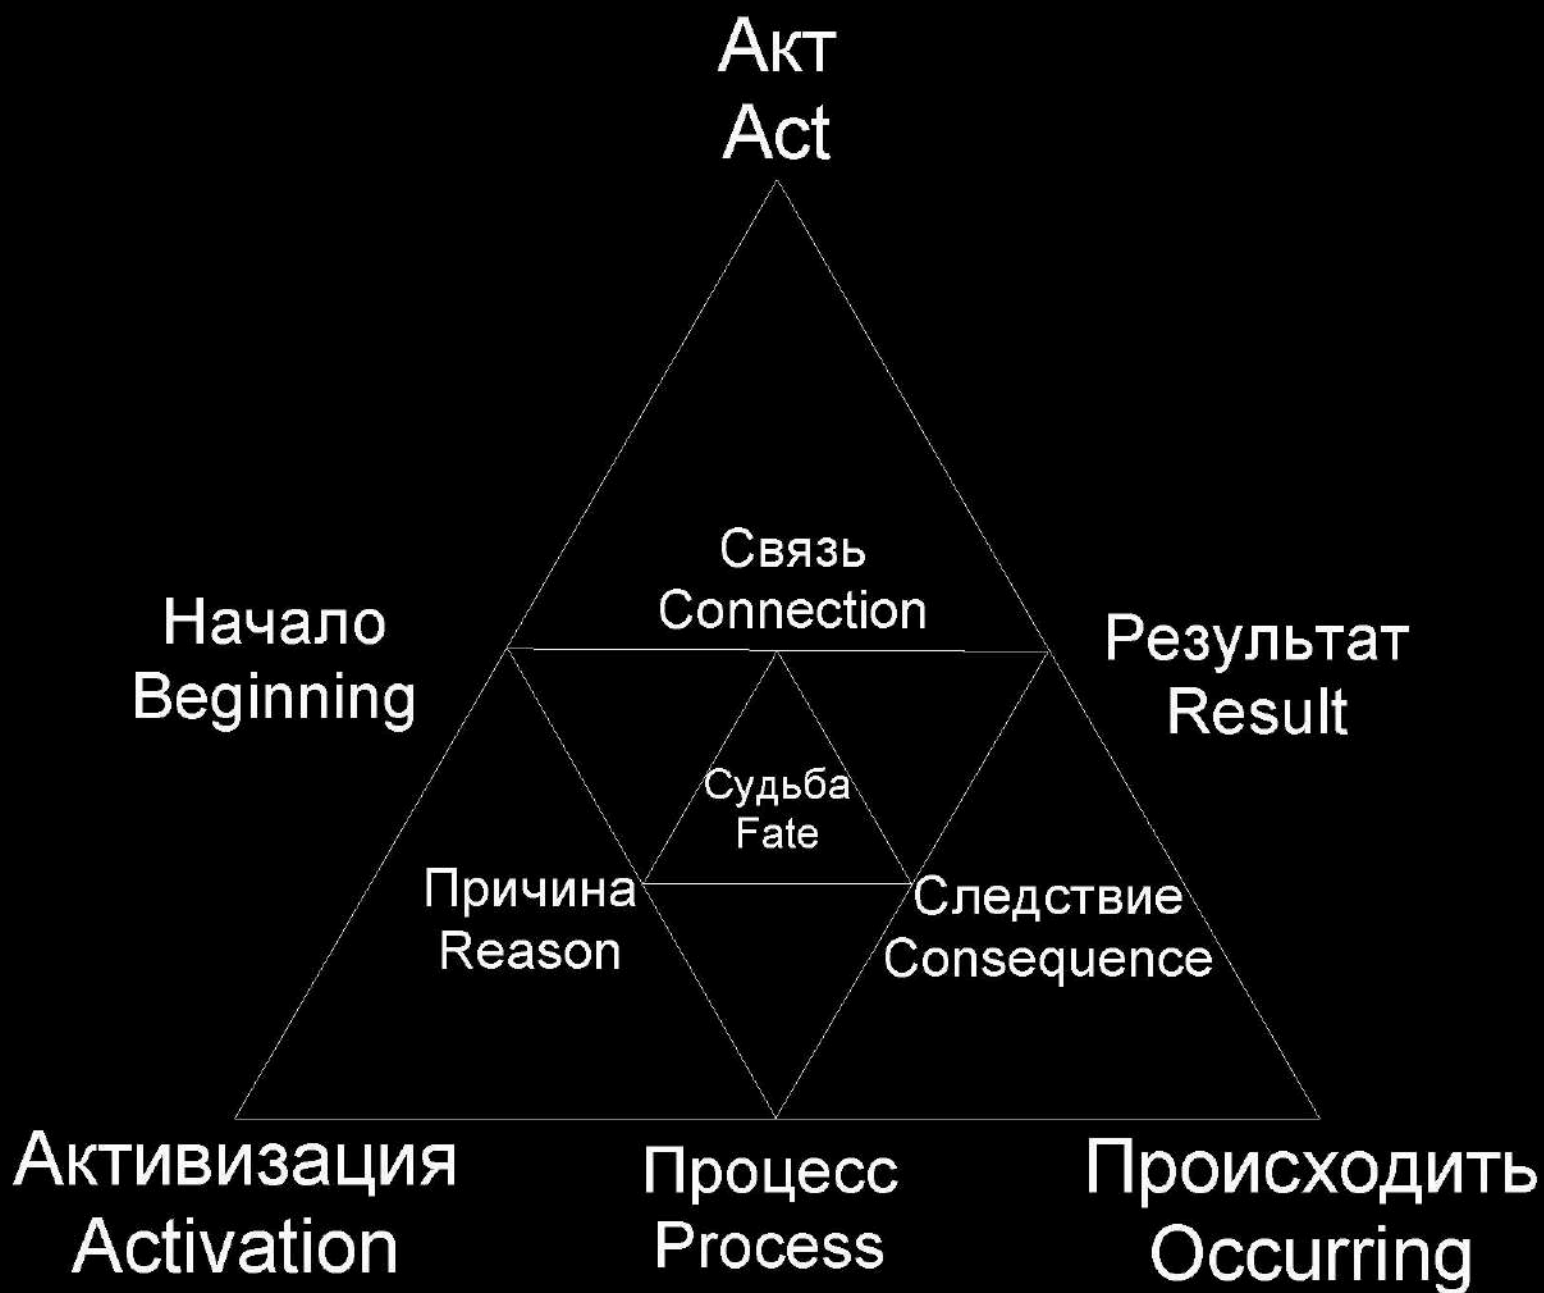 Акт
Act
Связь
Connection
Начало
Beginning
Результат
Result
Судьба
Fate
Причина
Reason
Следствие
Consequence
Активизация
Activation
Процесс
Process
Происходить
Occurring